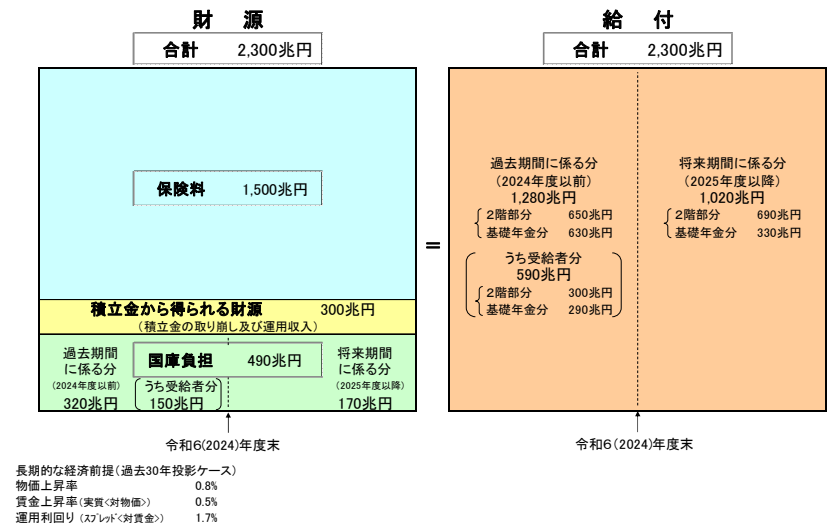 財　源
合計　2,300兆円
保険料　1,500兆円
積立金から得られる財源　300兆円
（積立金の取り崩し及び運用収入）
国庫負担　490兆円
過去期間
に係る分
（2024年度以前）
320兆円
うち受給者分
150兆円
将来期間
に係る分
（2025年度以降）
170兆円
令和6(2024)年度末
＝
給　付
合計　2,300兆円
過去期間に係る分
（2024年度以前）
1,280兆円
２階部分　650兆円
基礎年金分　630兆円
うち受給者分
590兆円
２階部分　300兆円
基礎年金分　290兆円
将来期間に係る分
（2025年度以降）
1,020兆円
２階部分　690兆円
基礎年金分　330兆円
令和６(2024)年度末
長期的な経済前提（過去30年投影ケース）
物価上昇率　0.8%
賃金上昇率（実質<対物価>）　0.5%
運用利回り（スプレッド<対賃金>）　1.7%